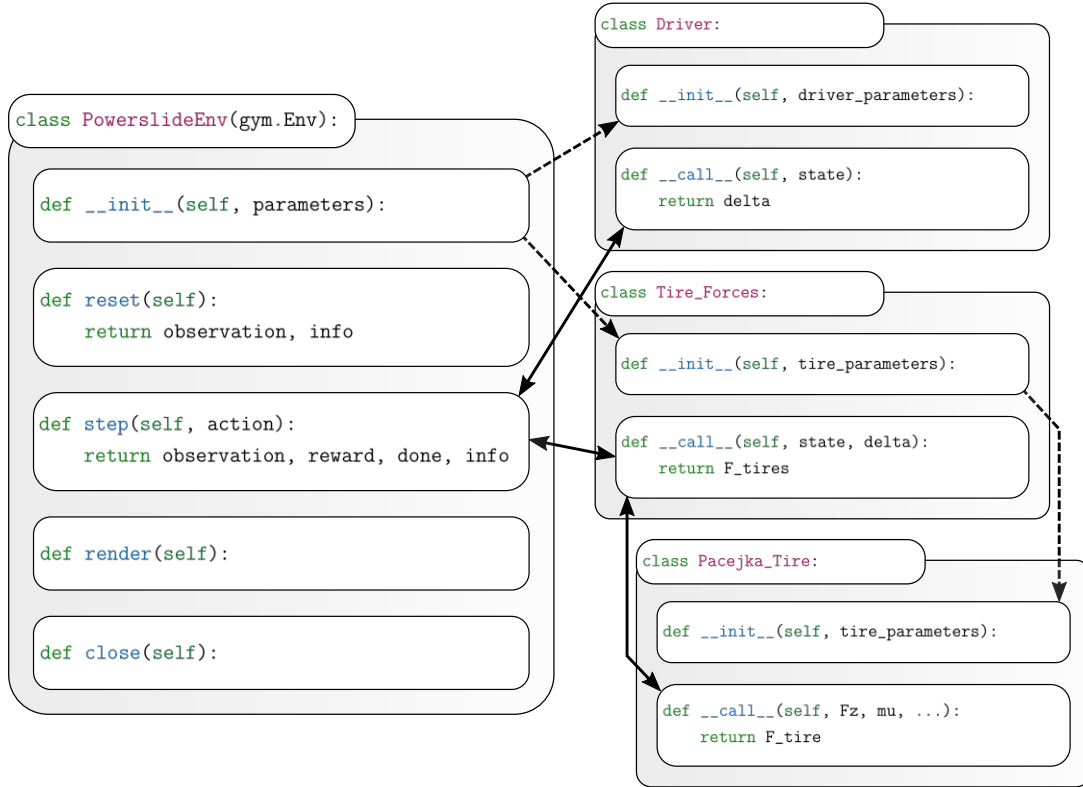 class PowerslideEnv(gym.Env):
def __init__(self, parameters):
def reset(self):
return observation, info
def step(self, action):
return observation, reward, done, info
def render(self):
def close(self):
class Driver:
def __init__(self, driver_parameters):
def __call__(self, state):
return delta
class Tire_Forces:
def __init__(self, tire_parameters):
def __call__(self, state, delta):
return F_tires
class Pacejka_Tire:
def __init__(self, tire_parameters):
def __call__(self, Fz, mu, ...):
return F_tire